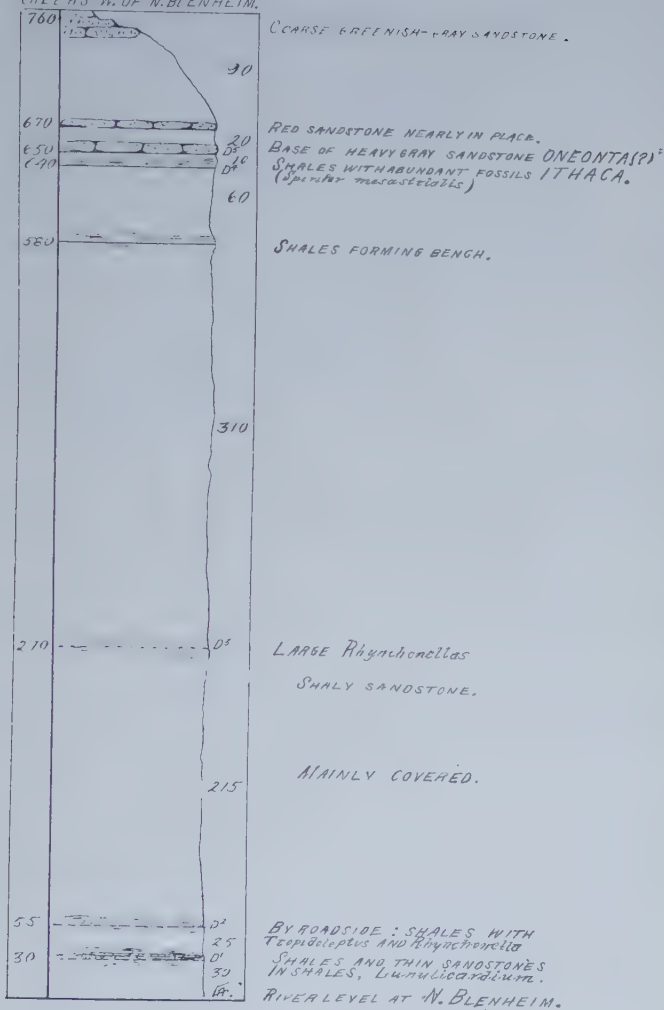 W. OF N. BLENHEIM.
760
COARSE GREENISH-GRAY SANDSTONE.
90
670
RED SANDSTONE NEARLY IN PLACE.
20
650
D⁵
BASE OF HEAVY GRAY SANDSTONE ONEONTA(?)
640
10
D⁴
SHALES WITH ABUNDANT FOSSILS ITHACA.
(Spirifer mesastrialis)
60
580
SHALES FORMING BENCH.
310
270
D³
LARGE Rhynchonellas
SHALY SANDSTONE.
MAINLY COVERED.
215
55
D²
BY ROADSIDE: SHALES WITH
Tropidoleptus AND Rhynchonella
25
30
D¹
SHALES AND THIN SANDSTONES
IN SHALES, Lunulicardium.
30
RIVER LEVEL AT N. BLENHEIM.